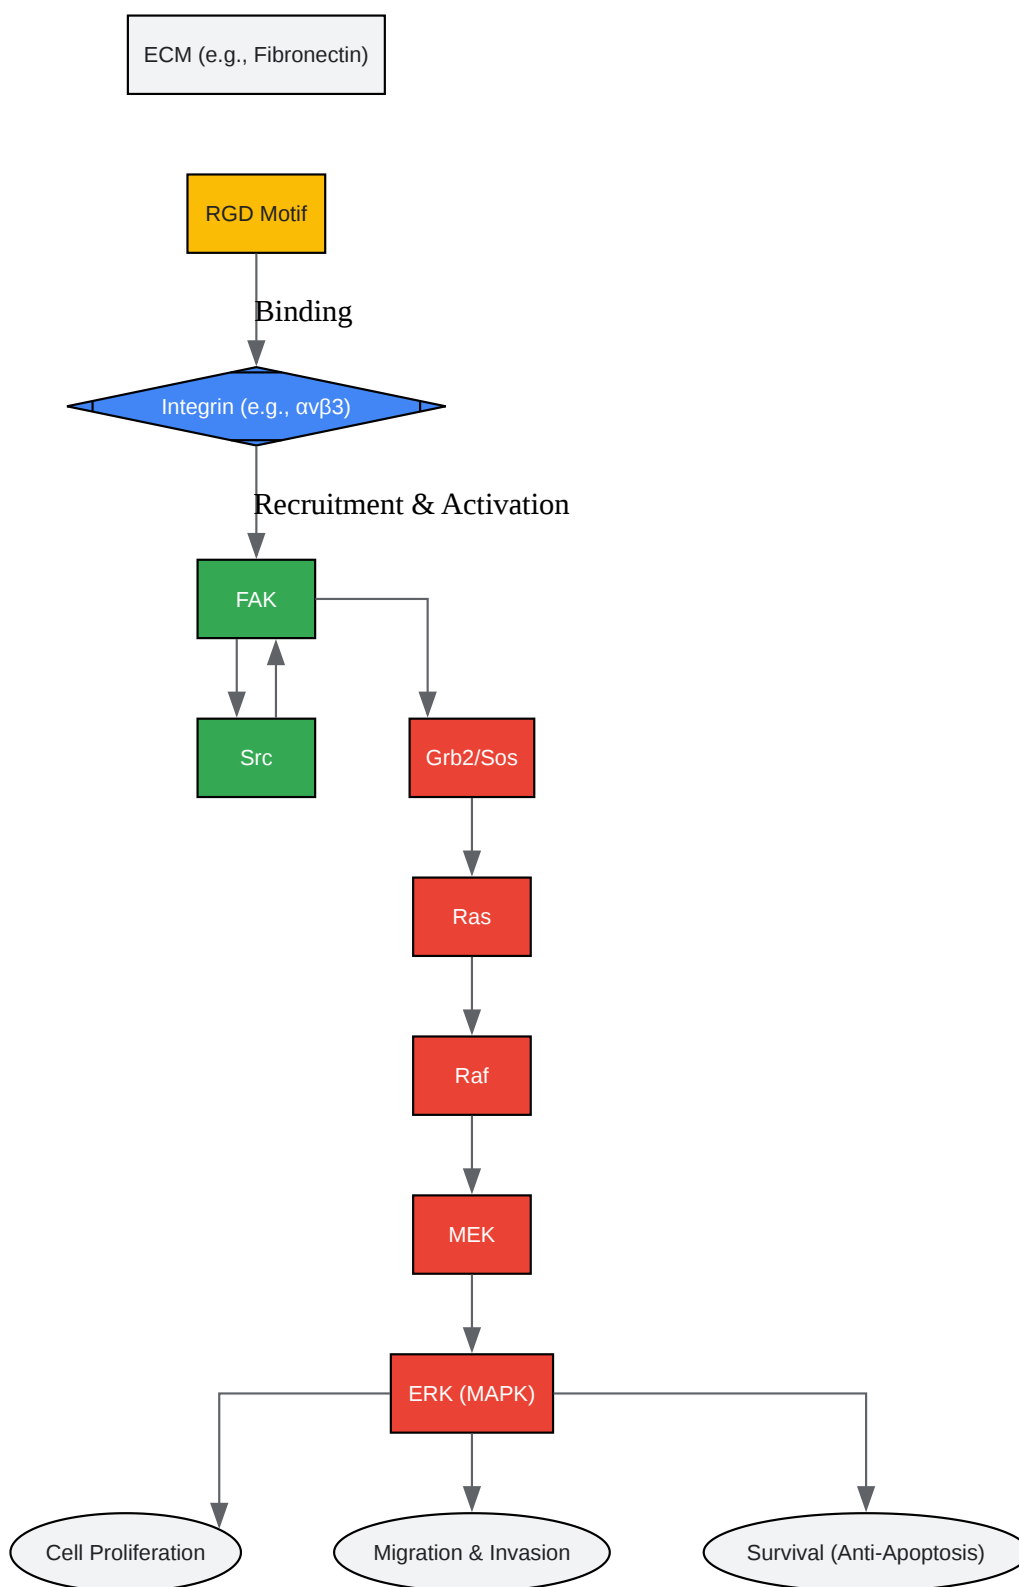 ECM (e.g., Fibronectin)
RGD Motif
Binding
Integrin (e.g., αvβ3)
Recruitment & Activation
FAK
Src
Grb2/Sos
Ras
Raf
MEK
ERK (MAPK)
Cell Proliferation
Migration & Invasion
Survival (Anti-Apoptosis)